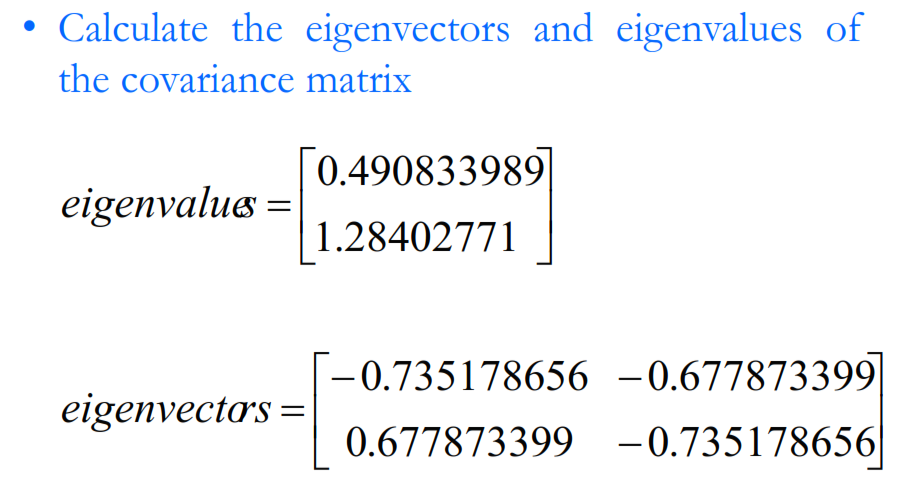 • Calculate the eigenvectors and eigenvalues of
the covariance matrix
eigenvalues = [0.490833989
1.28402771]
eigenvectors = [−0.735178656 −0.677873399
0.677873399 −0.735178656]